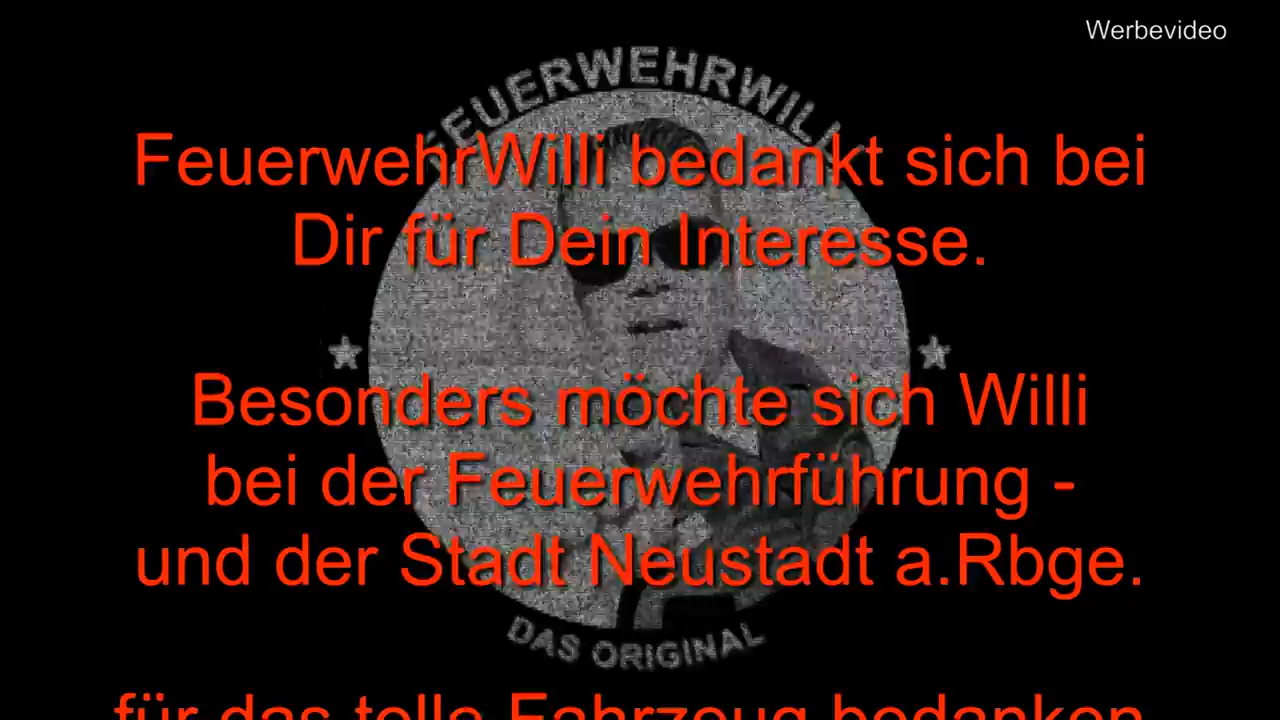 Werbevideo
FEUERWEHRWILLI
FeuerwehrWilli bedankt sich bei
Dir für Dein Interesse.
Besonders möchte sich Willi
bei der Feuerwehrführung -
und der Stadt Neustadt a.Rbge.
DAS ORIGINAL
für das tolle Fahrzeug bedanken